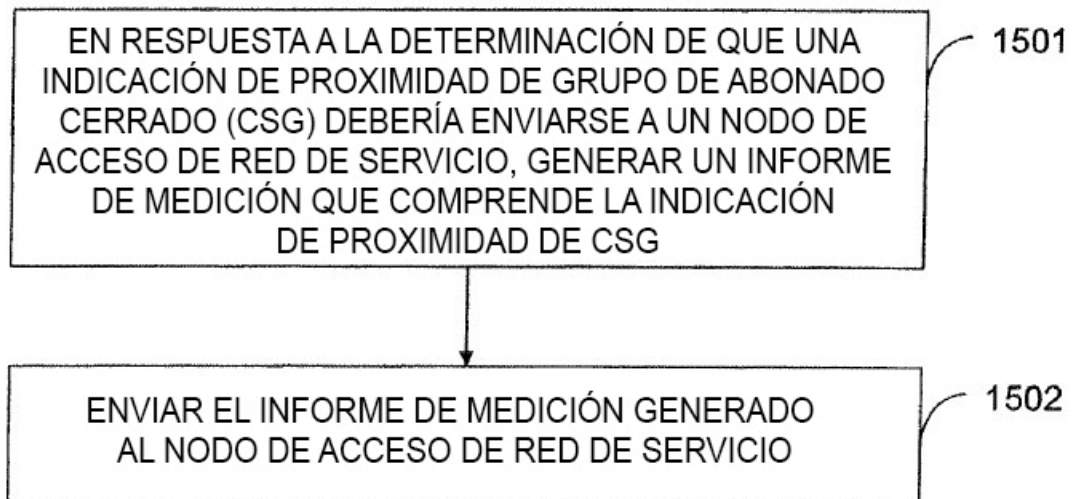 EN RESPUESTA A LA DETERMINACIÓN DE QUE UNA
INDICACIÓN DE PROXIMIDAD DE GRUPO DE ABONADO
CERRADO (CSG) DEBERÍA ENVIARSE A UN NODO DE
ACCESO DE RED DE SERVICIO, GENERAR UN INFORME
DE MEDICIÓN QUE COMPRENDE LA INDICACIÓN
DE PROXIMIDAD DE CSG
1501
ENVIAR EL INFORME DE MEDICIÓN GENERADO
AL NODO DE ACCESO DE RED DE SERVICIO
1502